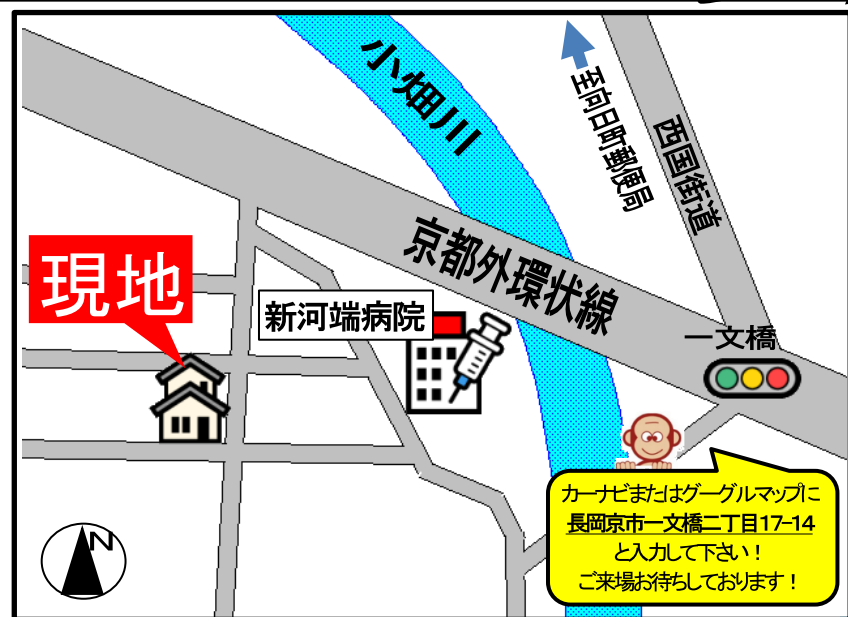 小畑川
至向日町郵便局
西国街道
京都外環状線
現地
新河端病院
一文橋
カーナビまたはグーグルマップに
長岡京市一文橋二丁目17-14
と入力して下さい！
ご来場お待ちしております！
N